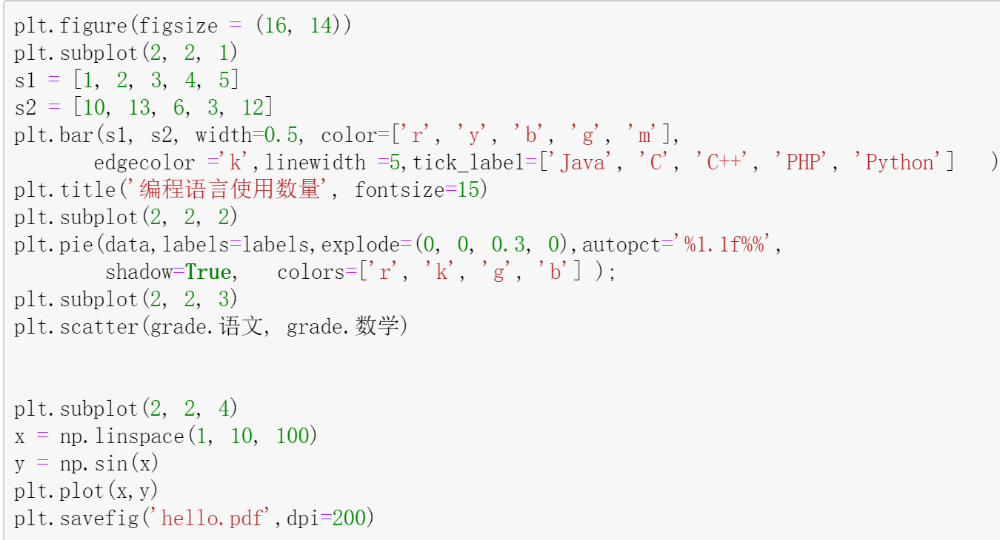 plt.figure(figsize = (16, 14))
plt.subplot(2, 2, 1)
s1 = [1, 2, 3, 4, 5]
s2 = [10, 13, 6, 3, 12]
plt.bar(s1, s2, width=0.5, color=['r', 'y', 'b', 'g', 'm'],
       edgecolor ='k',linewidth =5,tick_label=['Java', 'C', 'C++', 'PHP', 'Python']   )
plt.title('编程语言使用数量', fontsize=15)
plt.subplot(2, 2, 2)
plt.pie(data,labels=labels,explode=(0, 0, 0.3, 0),autopct='%1.1f%%',
        shadow=True,   colors=['r', 'k', 'g', 'b'] );
plt.subplot(2, 2, 3)
plt.scatter(grade.语文, grade.数学)
plt.subplot(2, 2, 4)
x = np.linspace(1, 10, 100)
y = np.sin(x)
plt.plot(x,y)
plt.savefig('hello.pdf',dpi=200)